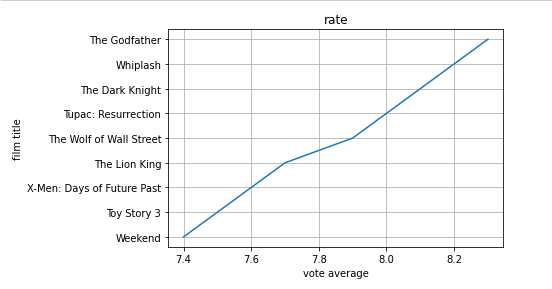 rate
The Godfather
Whiplash
The Dark Knight
Tupac: Resurrection
The Wolf of Wall Street
The Lion King
X-Men: Days of Future Past
Toy Story 3
Weekend
film title
7.4 7.6 7.8 8.0 8.2
vote average